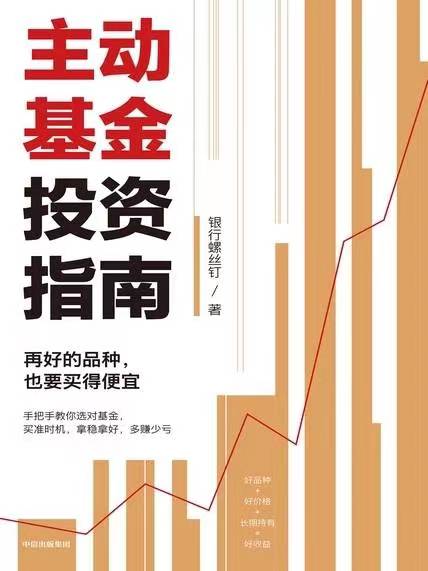 主动
基金
投资
指南
银行螺丝钉/著
再好的品种，
也要买得便宜
手把手教你选对基金，
买准时机，拿稳拿好，多赚少亏
好品种
+
好价格
+
长期持有
=
好收益
中信出版集团